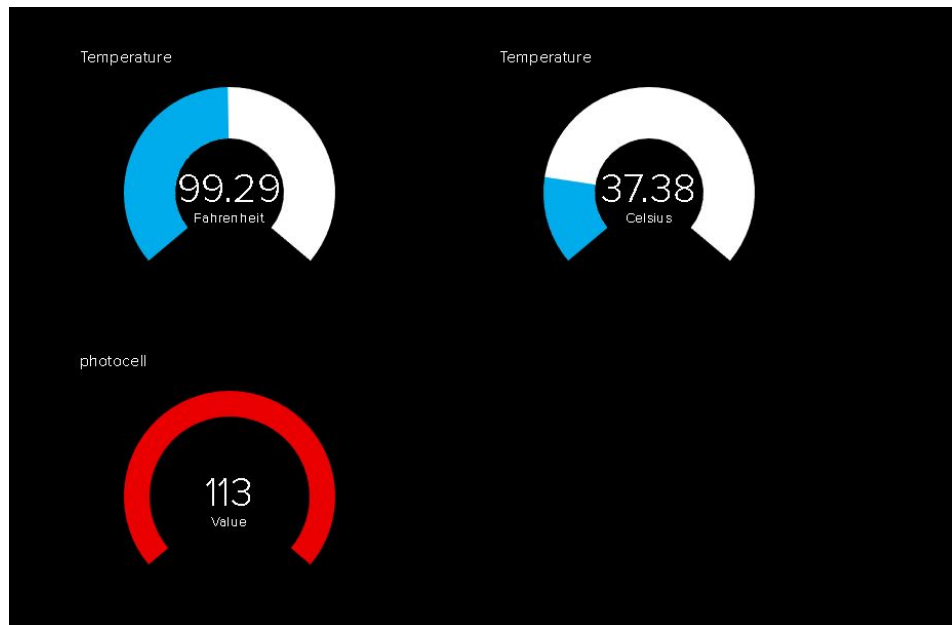 Temperature
99.29
Fahrenheit
Temperature
37.38
Celsius
photocell
113
Value